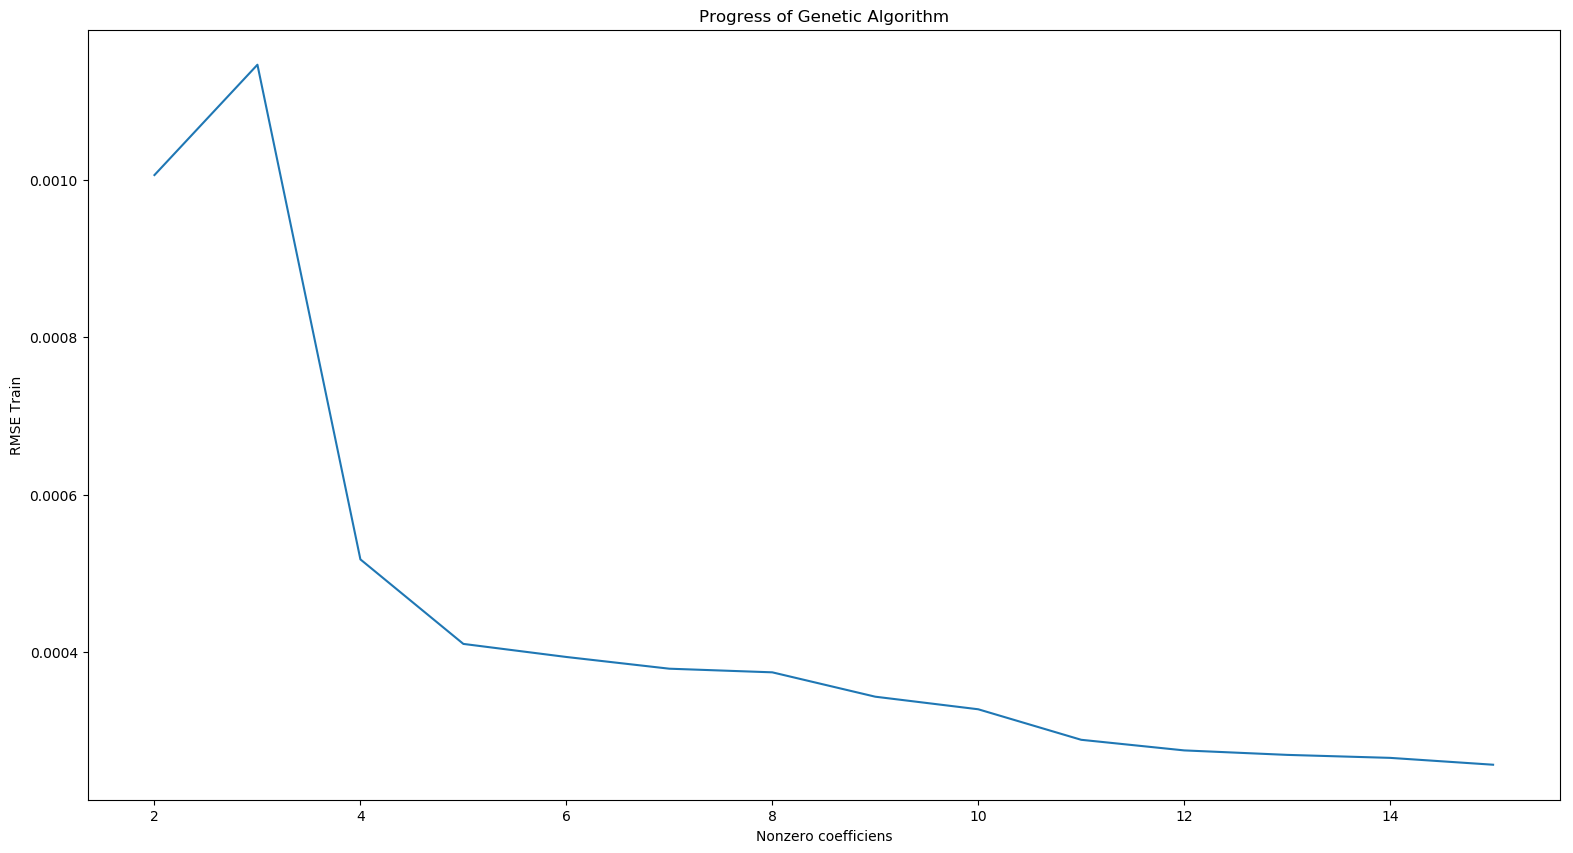 Progress of Genetic Algorithm
0.0010
0.0008
0.0006
0.0004
RMSE Train
2 4 6 8 10 12 14
Nonzero coefficiens